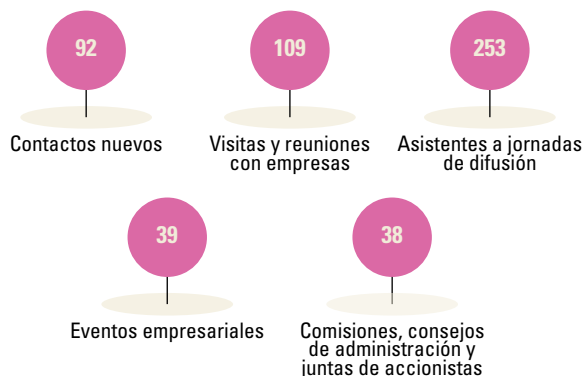 92
Contactos nuevos
109
Visitas y reuniones
con empresas
253
Asistentes a jornadas
de difusión
39
Eventos empresariales
38
Comisiones, consejos
de administración y
juntas de accionistas